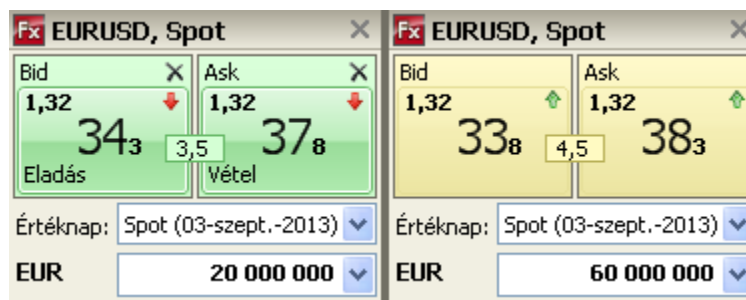 Fx EURUSD, Spot
Bid Ask
1,32 1,32
343 3,5 378
Eladás Vétel
Értéknap: Spot (03-szept.-2013)
EUR 20 000 000
Fx EURUSD, Spot
Bid Ask
1,32 1,32
338 4,5 383
Értéknap: Spot (03-szept.-2013)
EUR 60 000 000